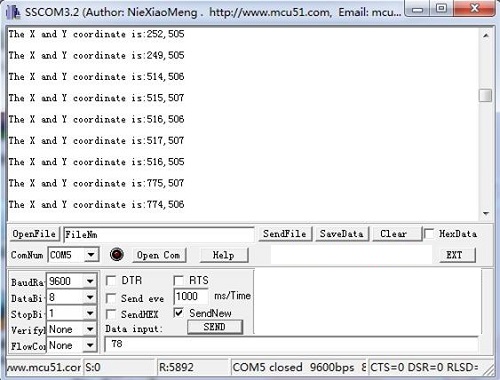 SSCOM3.2 (Author: NieXiaoMeng . http://www.mcu51.com, Email: mcu...
The X and Y coordinate is:252,505
The X and Y coordinate is:249,505
The X and Y coordinate is:514,506
The X and Y coordinate is:515,507
The X and Y coordinate is:516,506
The X and Y coordinate is:517,507
The X and Y coordinate is:516,505
The X and Y coordinate is:775,507
The X and Y coordinate is:774,506
OpenFile FileNm SendFile SaveData Clear HexData
ComNum COM5 Open Com Help EXT
BaudRa 9600 DTR RTS
DataBi 8 Send eve 1000 ms/Time
StopBi 1 SendHEX SendNew
Verify None Data input: SEND
FlowCon None 78
www.mcu51.cor S:0 R:5892 COM5 closed 9600bps 8 CTS=0 DSR=0 RLSD=